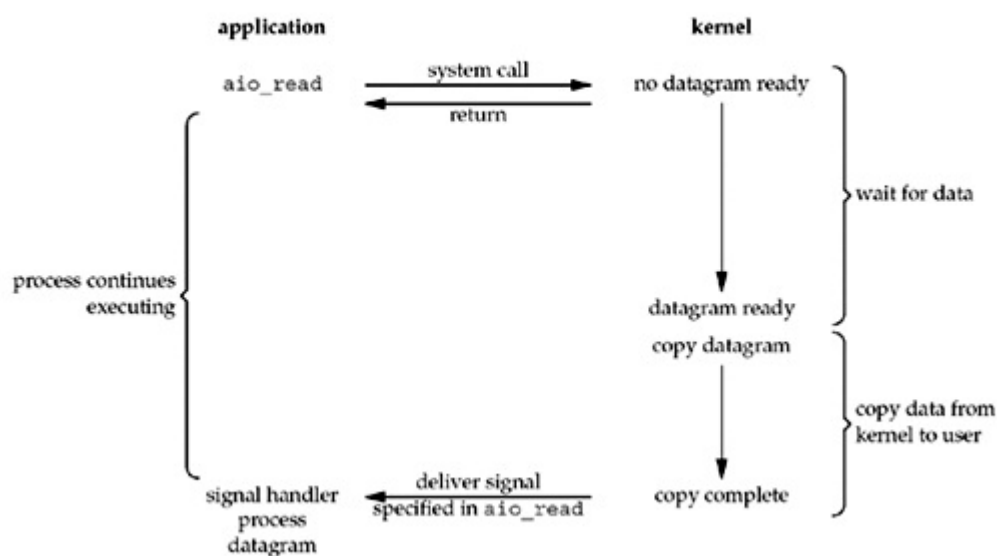 application
kernel
aio_read
system call
no datagram ready
return
wait for data
process continues
executing
datagram ready
copy datagram
copy data from
kernel to user
deliver signal
signal handler
specified in aio_read
copy complete
process
datagram